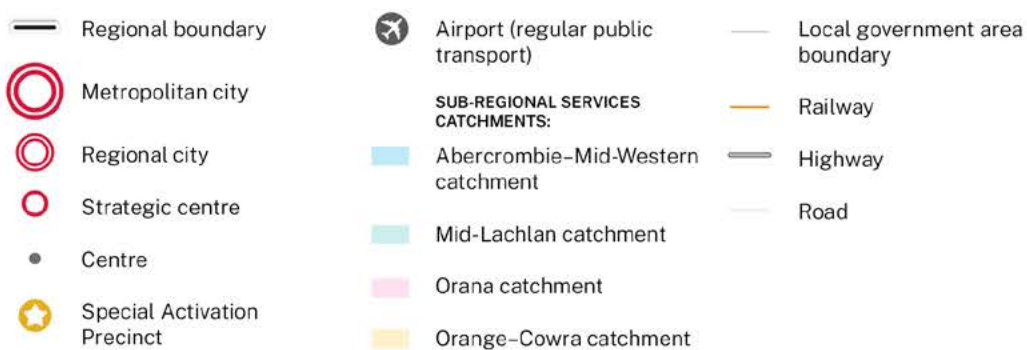 Regional boundary
Metropolitan city
Regional city
Strategic centre
Centre
Special Activation
Precinct
Airport (regular public
transport)
SUB-REGIONAL SERVICES
CATCHMENTS:
Abercrombie–Mid-Western
catchment
Mid-Lachlan catchment
Orana catchment
Orange–Cowra catchment
Local government area
boundary
Railway
Highway
Road